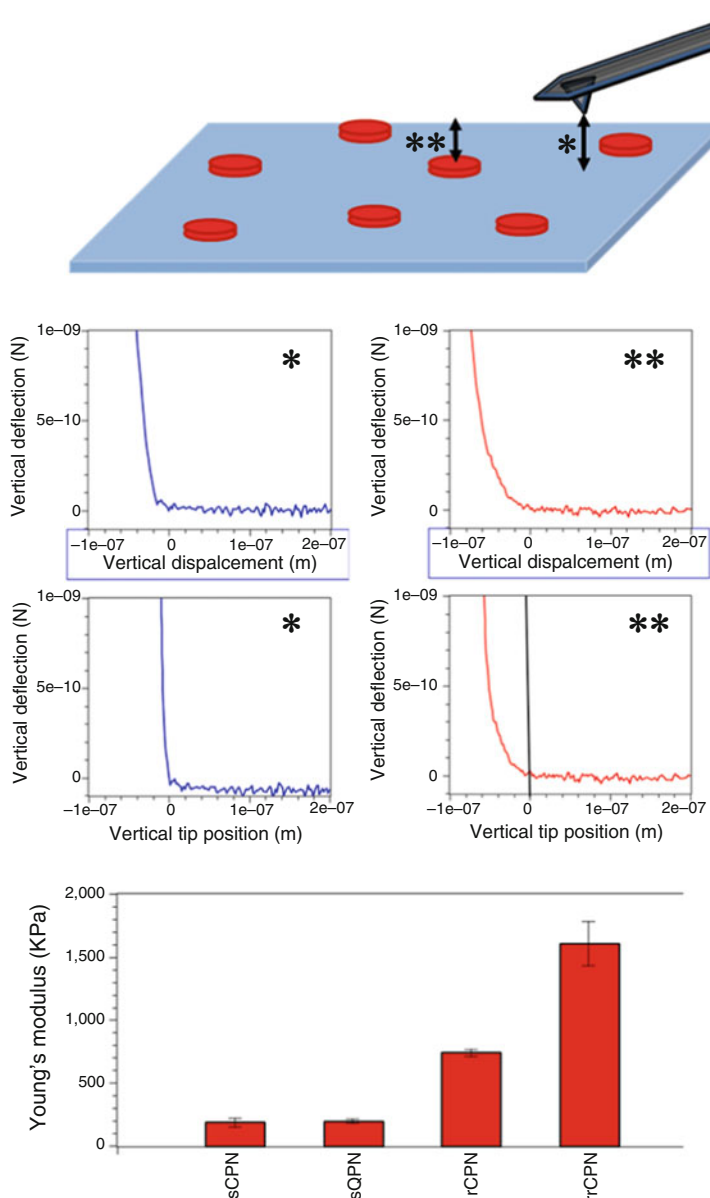 **
*
1e–09
5e–10
0
–1e–07
0
1e–07
2e–07
Vertical deflection (N)
Vertical dispalcement (m)
*
1e–09
5e–10
0
–1e–07
0
1e–07
2e–07
Vertical deflection (N)
Vertical dispalcement (m)
**
1e–09
5e–10
0
–1e–07
0
1e–07
2e–07
Vertical deflection (N)
Vertical tip position (m)
*
1e–09
5e–10
0
–1e–07
0
1e–07
2e–07
Vertical deflection (N)
Vertical tip position (m)
**
Young's modulus (KPa)
2,000
1,500
1,000
500
0
sCPN
sQPN
rCPN
rrCPN